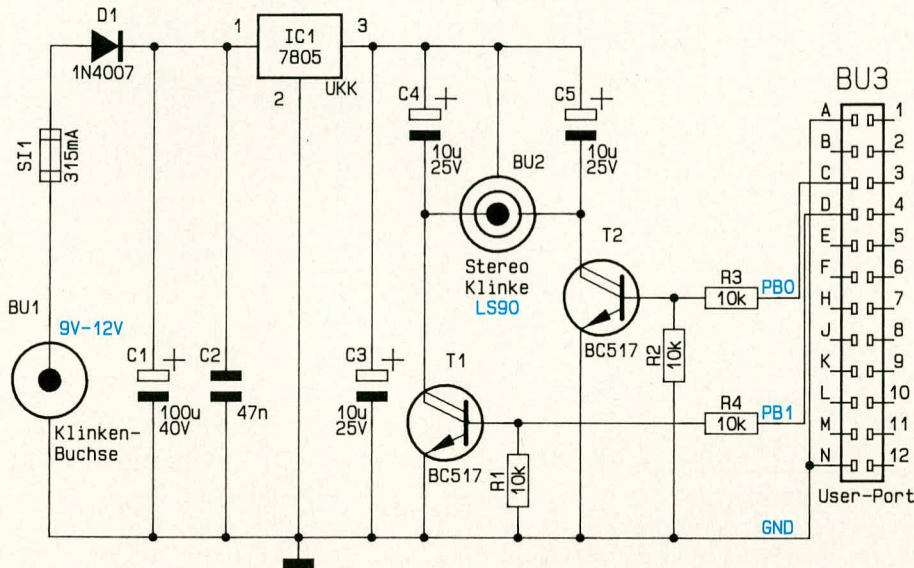 D1
1N4007
SI1
315mA
1
IC1
7805
3
2
UKK
C4
+
10u
25V
C5
+
10u
25V
BU2
Stereo
Klinke
LS90
BU1
9V-12V
Klinken-
Buchse
C1
+
100u
40V
C2
47n
C3
+
10u
25V
T1
BC517
R1
10k
T2
BC517
R2
10k
R3
10k
PB0
R4
10k
PB1
GND
BU3
A 1
B 2
C 3
D 4
E 5
F 6
H 7
J 8
K 9
L 10
M 11
N 12
User-Port